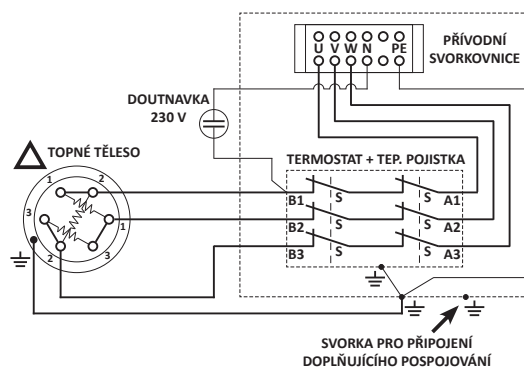 U V W N PE
PŘÍVODNÍ
SVORKOVNICE
DOUTNAVKA
230 V
TOPNÉ TĚLESO
TERMOSTAT + TEP. POJISTKA
1
2
3
1
2
3
B1
S
S
A1
B2
S
S
A2
B3
S
S
A3
SVORKA PRO PŘIPOJENÍ
DOPLŇUJÍCÍHO POSPOJOVÁNÍ